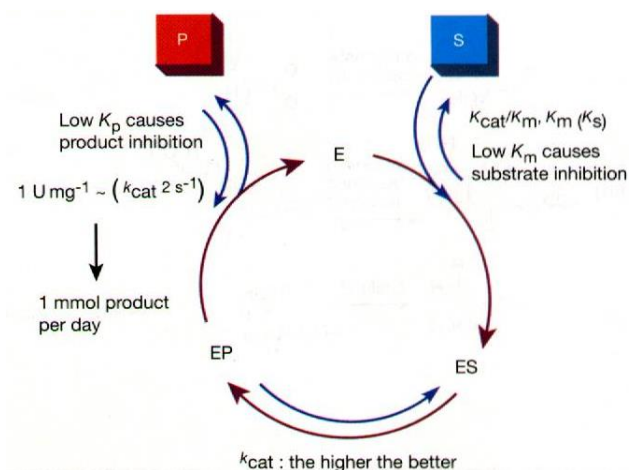 P
S
Low Kp causes
product inhibition
1 U mg-1 ~ (kcat 2 s-1)
1 mmol product
per day
E
kcat/Km, Km (Ks)
Low Km causes
substrate inhibition
EP
ES
kcat : the higher the better